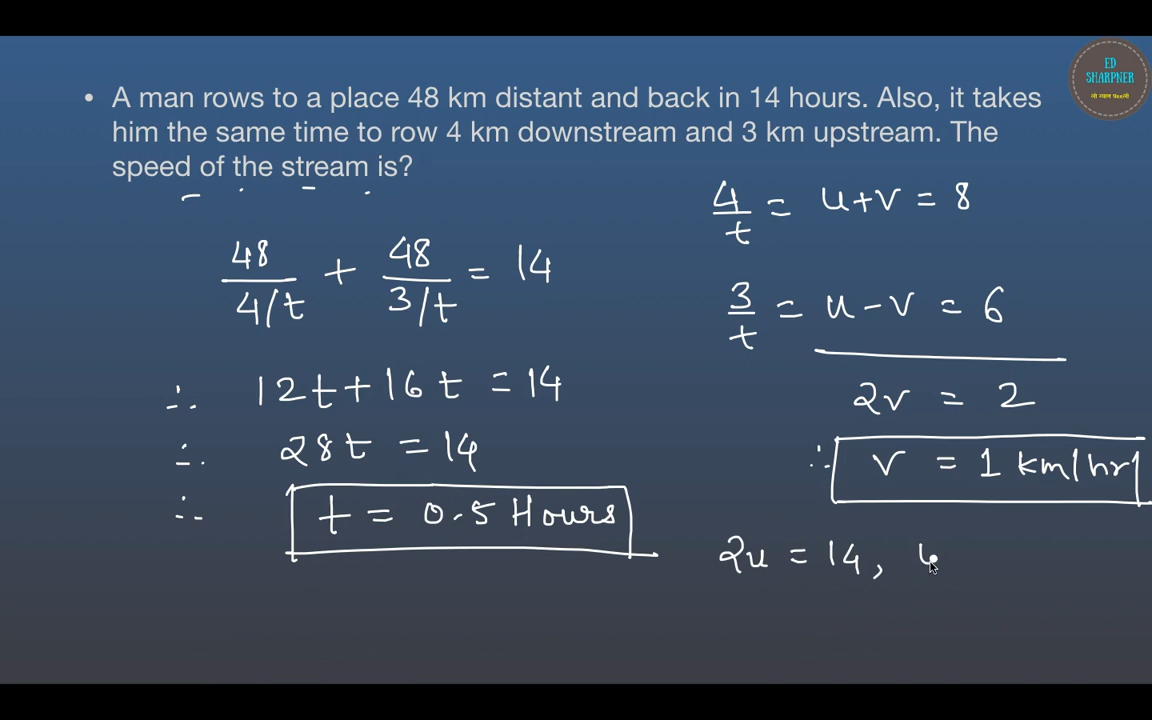 ED
SHARPNER
• A man rows to a place 48 km distant and back in 14 hours. Also, it takes
him the same time to row 4 km downstream and 3 km upstream. The
speed of the stream is?
48/(4/t) + 48/(3/t) = 14
∴ 12t + 16t = 14
∴ 28t = 14
∴ t = 0.5 Hours
4/t = u+v = 8
3/t = u-v = 6
2v = 2
∴ v = 1 km/hr
2u = 14,